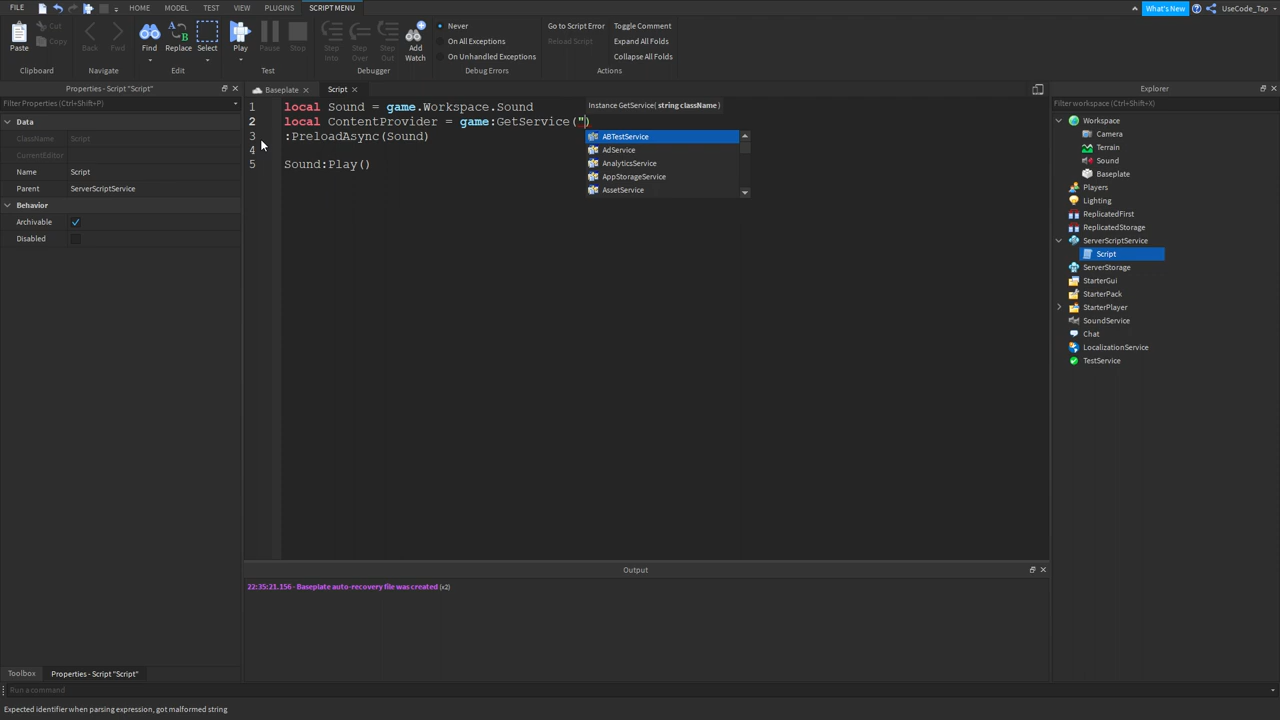 FILE HOME MODEL TEST VIEW PLUGINS SCRIPT MENU What's New UseCode_Tap
Paste Cut Copy
Clipboard
Back Forward
Navigate
Find Replace Select
Edit
Play Pause Stop
Test
Step Into Step Over Step Out Add Watch
Debugger
Never
On All Exceptions
On Unhandled Exceptions
Debug Errors
Go to Script Error Toggle Comment
Reload Script Expand All Folds
Collapse All Folds
Actions
Properties - Script "Script"
Filter Properties (Ctrl+Shift+P)
Data
ClassName Script
CurrentEditor
Name Script
Parent ServerScriptService
Behavior
Archivable
Disabled
Toolbox Properties - Script "Script"
Baseplate Script
1 local Sound = game.Workspace.Sound
2 local ContentProvider = game:GetService(")
3 :PreloadAsync(Sound)
4
5 Sound:Play()
Instance GetService( string className )
ABTestService
AdService
AnalyticsService
AppStorageService
AssetService
Output
22:35:21.156 - Baseplate auto-recovery file was created (x2)
Explorer
Filter workspace (Ctrl+Shift+X)
Workspace
Camera
Terrain
Sound
Baseplate
Players
Lighting
ReplicatedFirst
ReplicatedStorage
ServerScriptService
Script
ServerStorage
StarterGui
StarterPack
StarterPlayer
SoundService
Chat
LocalizationService
TestService
Run a command
Expected identifier when parsing expression, got malformed string